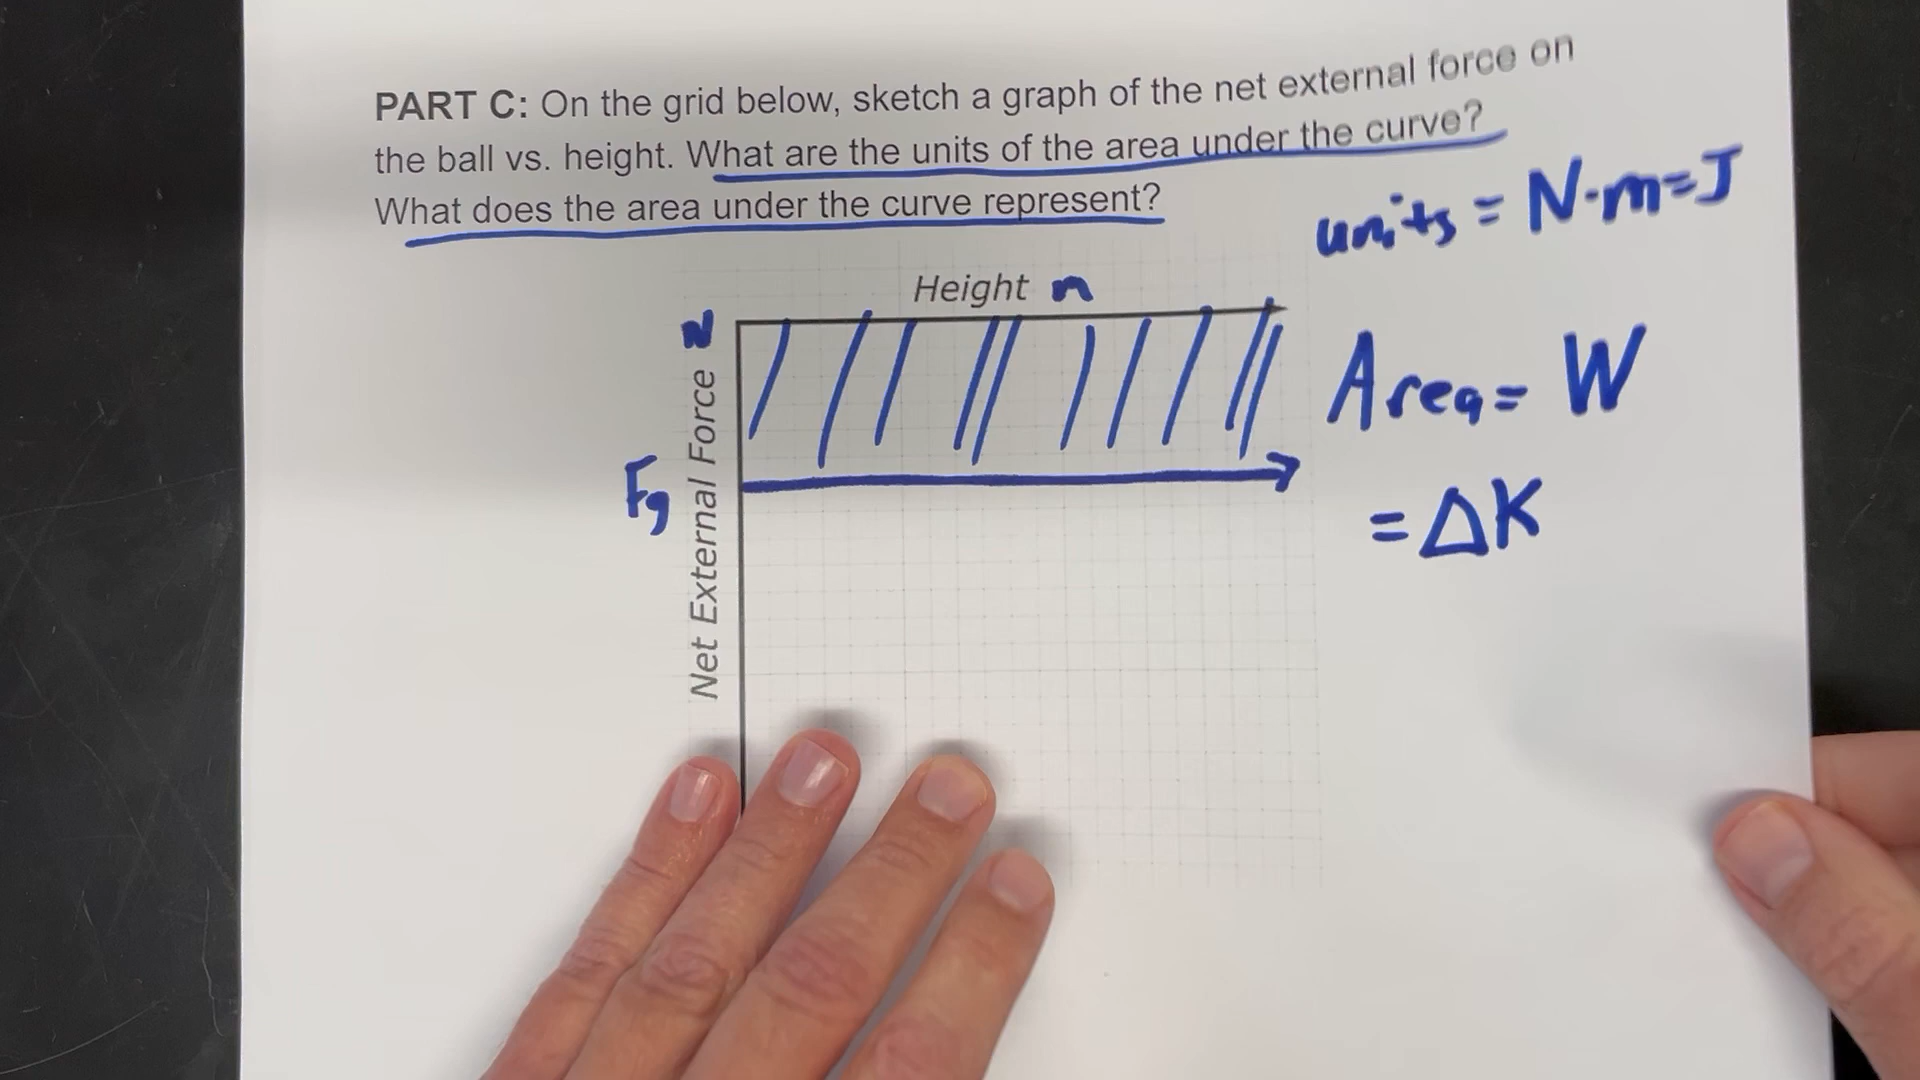 PART C: On the grid below, sketch a graph of the net external force on
the ball vs. height. What are the units of the area under the curve?
What does the area under the curve represent?
units = N·m=J
Height m
N
Net External Force
Fg
Area= W
=ΔK